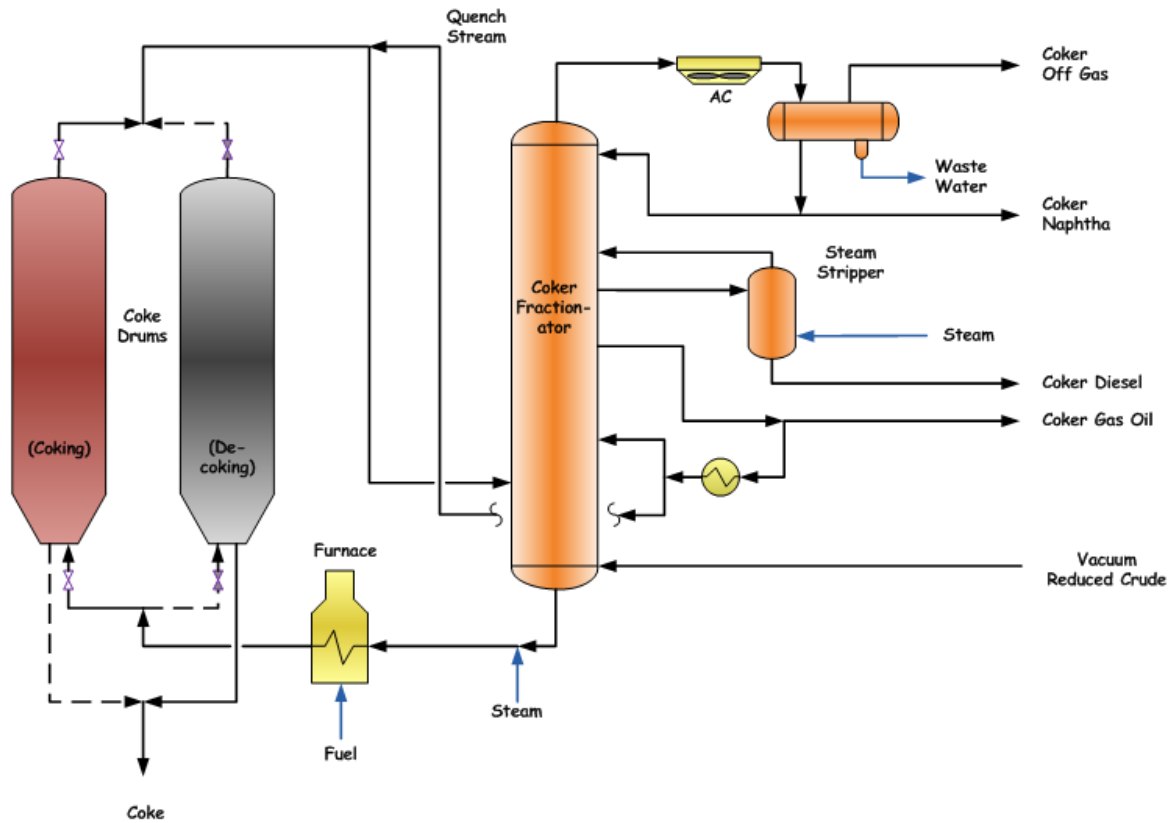 Quench
Stream
AC
Coker
Off Gas
Waste
Water
Coker
Naphtha
Steam
Stripper
Coker
Fraction-
ator
Coke
Drums
Steam
Coker Diesel
Coker Gas Oil
(Coking)
(De-
coking)
Furnace
Vacuum
Reduced Crude
Steam
Fuel
Coke